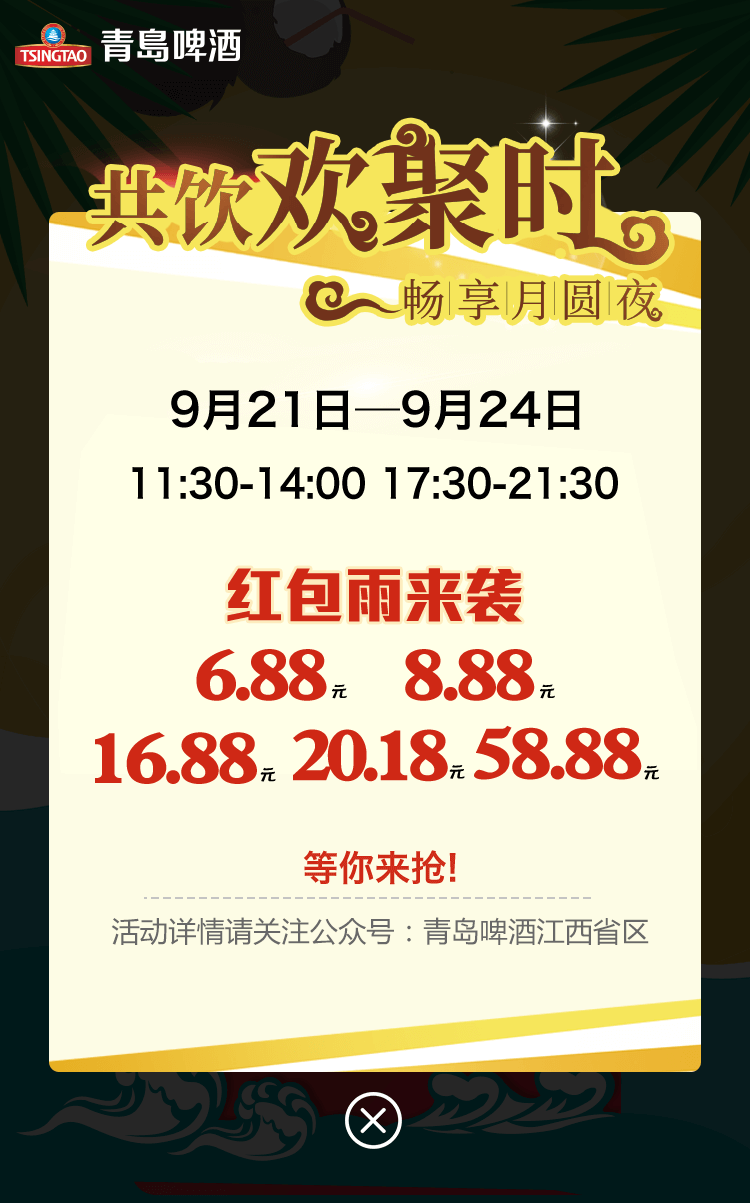 TSINGTAO 青岛啤酒
共饮欢聚时
畅享月圆夜
9月21日—9月24日
11:30-14:00 17:30-21:30
红包雨来袭
6.88元 8.88元
16.88元 20.18元 58.88元
等你来抢!
活动详情请关注公众号：青岛啤酒江西省区